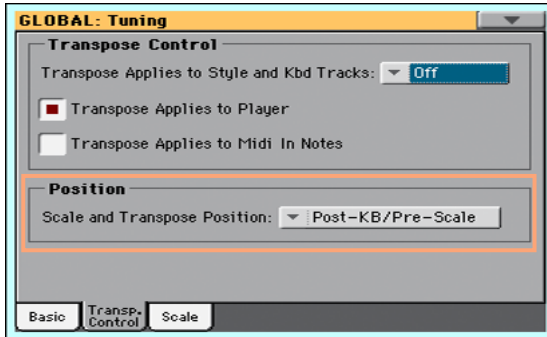 GLOBAL: Tuning
Transpose Control
Transpose Applies to Style and Kbd Tracks: Off
Transpose Applies to Player
Transpose Applies to Midi In Notes
Position
Scale and Transpose Position: Post-KB/Pre-Scale
Basic Transp. Control Scale